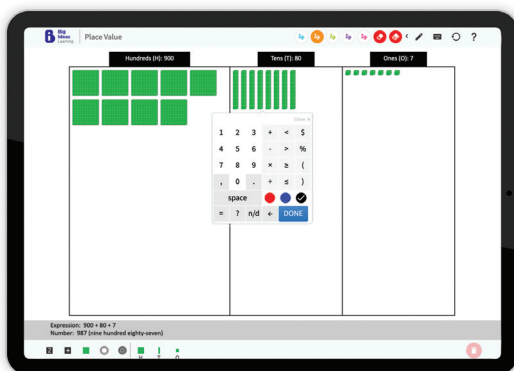 Big Ideas Learning
Place Value
?
Hundreds (H): 900
Tens (T): 80
Ones (O): 7
Close
1 2 3 + < $
4 5 6 - > %
7 8 9 × ≥ (
, 0 . ÷ ≤ )
space
= ? n/d ← DONE
Expression: 900 + 80 + 7
Number: 987 (nine hundred eighty-seven)
H T O